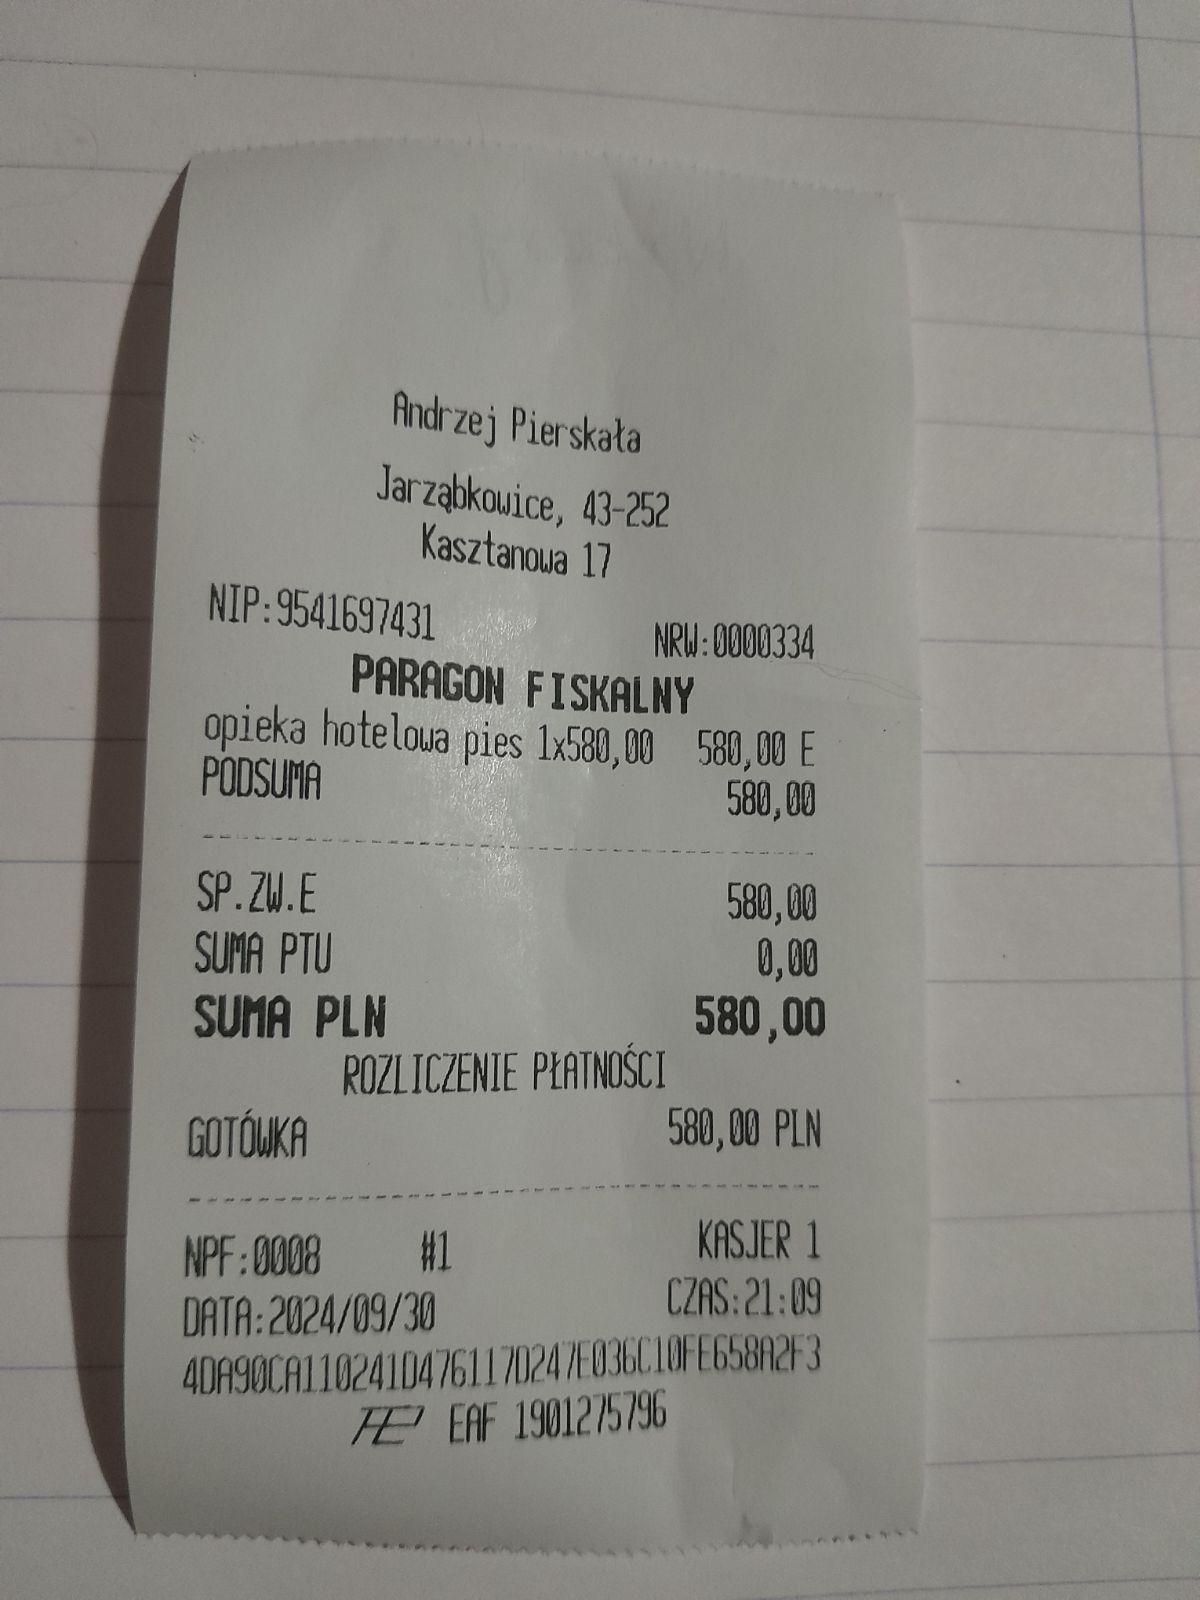 Andrzej Pierskała
Jarząbkowice, 43-252
Kasztanowa 17
NIP:9541697431 NRW:0000334
PARAGON FISKALNY
opieka hotelowa pies 1x580,00 580,00 E
PODSUMA 580,00
SP.ZW.E 580,00
SUMA PTU 0,00
SUMA PLN 580,00
ROZLICZENIE PŁATNOŚCI
GOTÓWKA 580,00 PLN
NPF:0008 #1 KASJER 1
DATA:2024/09/30 CZAS:21:09
4DA90CA110241D476117D247E036C10FE658A2F3
EAF 1901275796